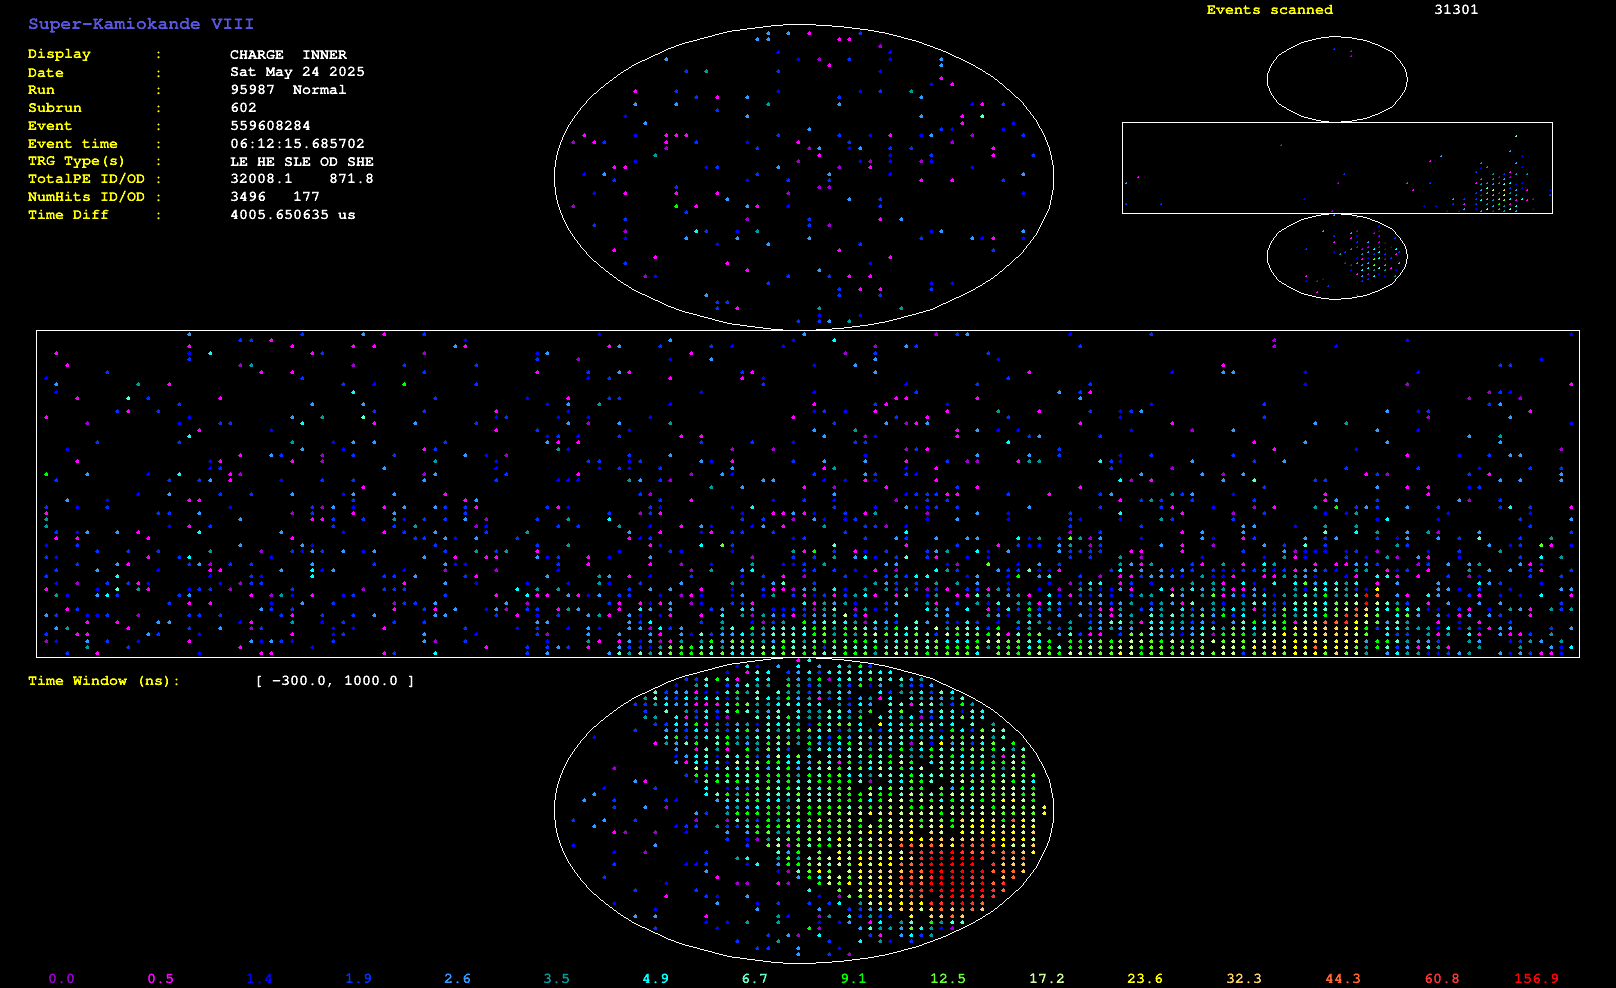 Super-Kamiokande VIII
Events scanned 31301
Display : CHARGE INNER
Date : Sat May 24 2025
Run : 95987 Normal
Subrun : 602
Event : 559608284
Event time : 06:12:15.685702
TRG Type(s) : LE HE SLE OD SHE
TotalPE ID/OD : 32008.1 871.8
NumHits ID/OD : 3496 177
Time Diff : 4005.650635 us
Time Window (ns): [ -300.0, 1000.0 ]
0.0 0.5 1.4 1.9 2.6 3.5 4.9 6.7 9.1 12.5 17.2 23.6 32.3 44.3 60.8 156.9